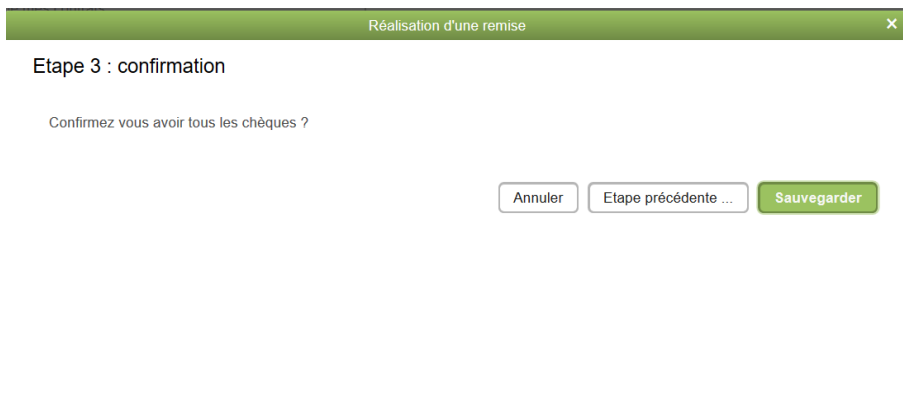 Réalisation d'une remise ×
Etape 3 : confirmation
Confirmez vous avoir tous les chèques ?
Annuler Etape précédente ... Sauvegarder